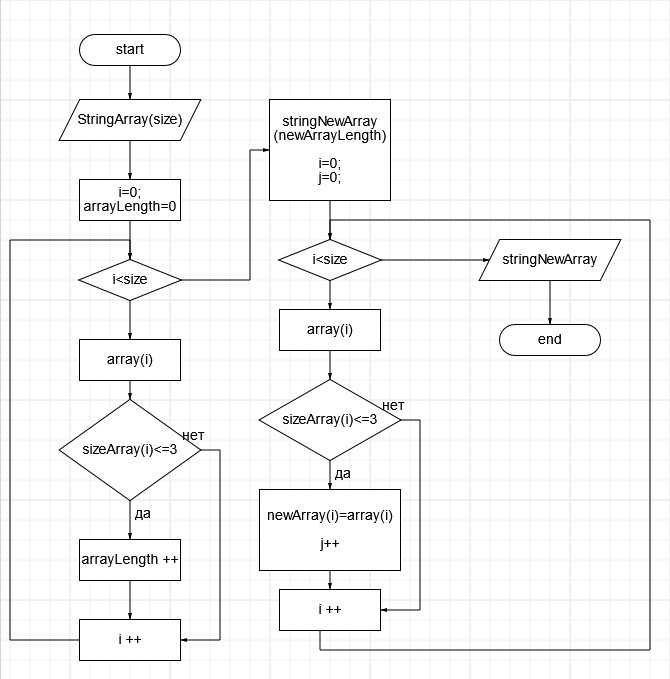 start
StringArray(size)
i=0;
arrayLength=0
i<size
array(i)
sizeArray(i)<=3
нет
да
arrayLength ++
i ++
stringNewArray
(newArrayLength)
i=0;
j=0;
i<size
array(i)
sizeArray(i)<=3
нет
да
newArray(i)=array(i)
j++
i ++
stringNewArray
end